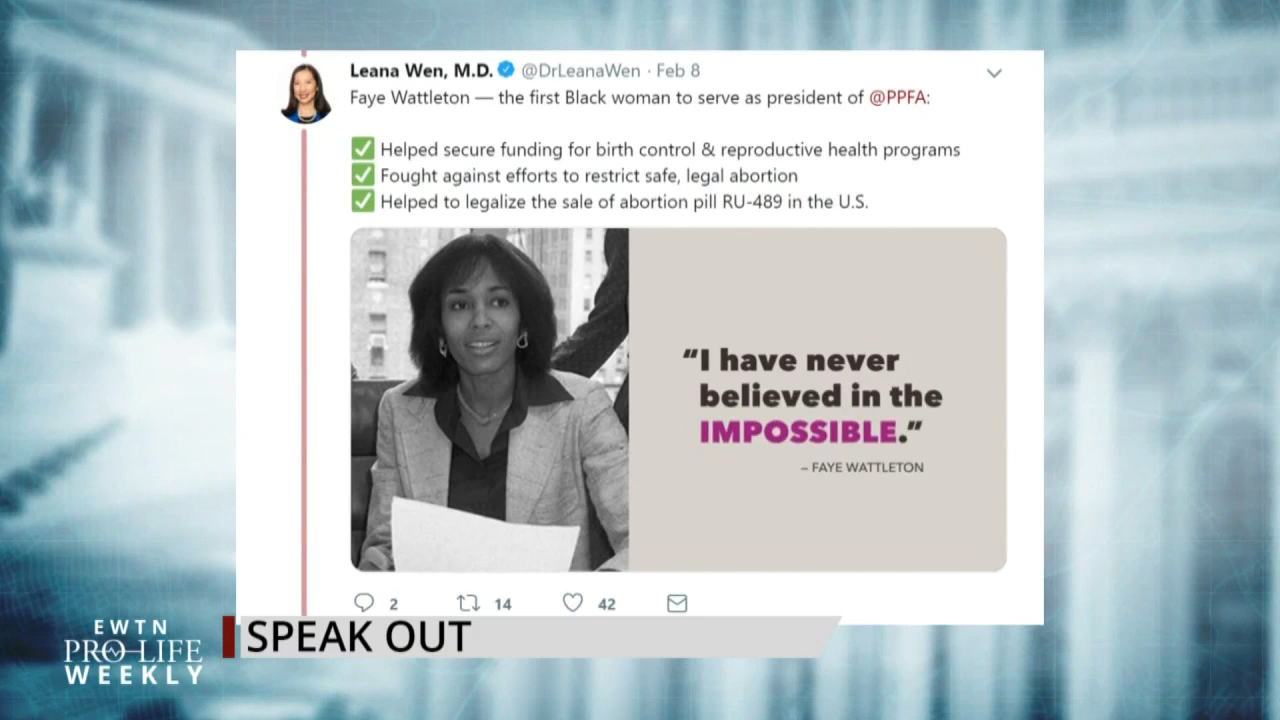 Leana Wen, M.D. @DrLeanaWen · Feb 8
Faye Wattleton — the first Black woman to serve as president of @PPFA:
Helped secure funding for birth control & reproductive health programs
Fought against efforts to restrict safe, legal abortion
Helped to legalize the sale of abortion pill RU-489 in the U.S.
“I have never
believed in the
IMPOSSIBLE.”
– FAYE WATTLETON
2 14 42
SPEAK OUT
EWTN
PRO-LIFE
WEEKLY